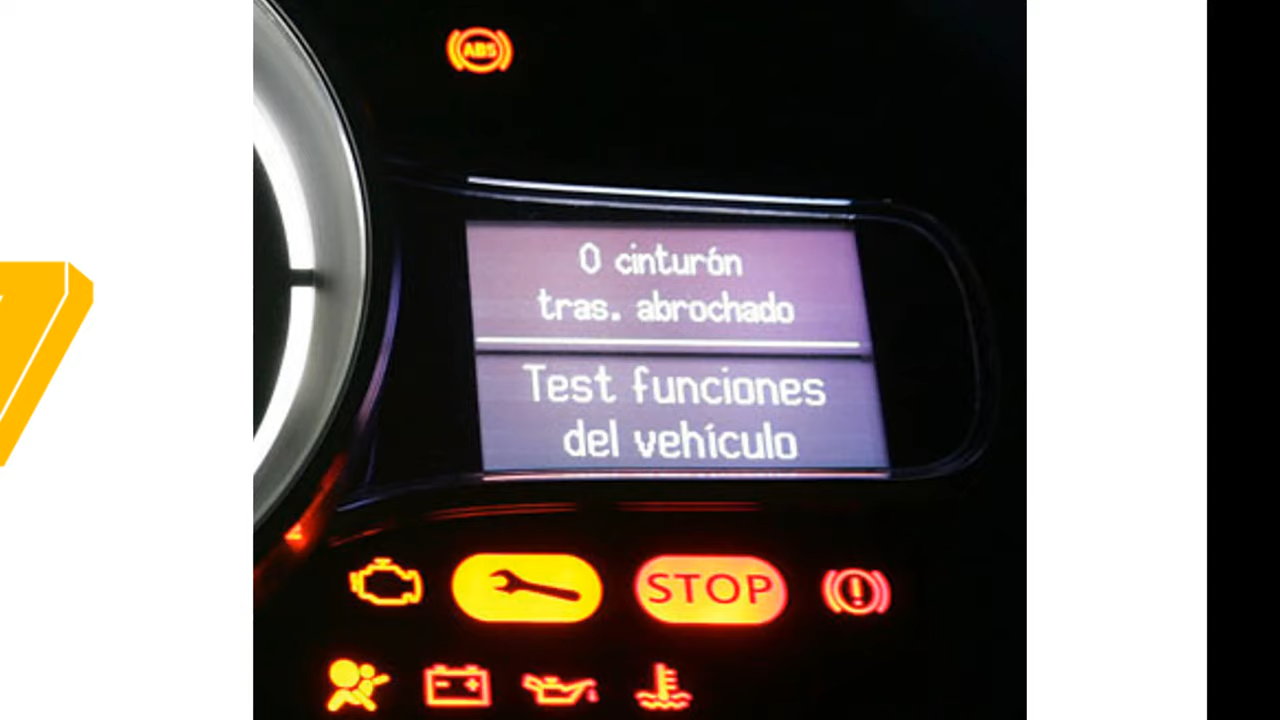 ABS
0 cinturón
tras. abrochado
Test funciones
del vehículo
STOP